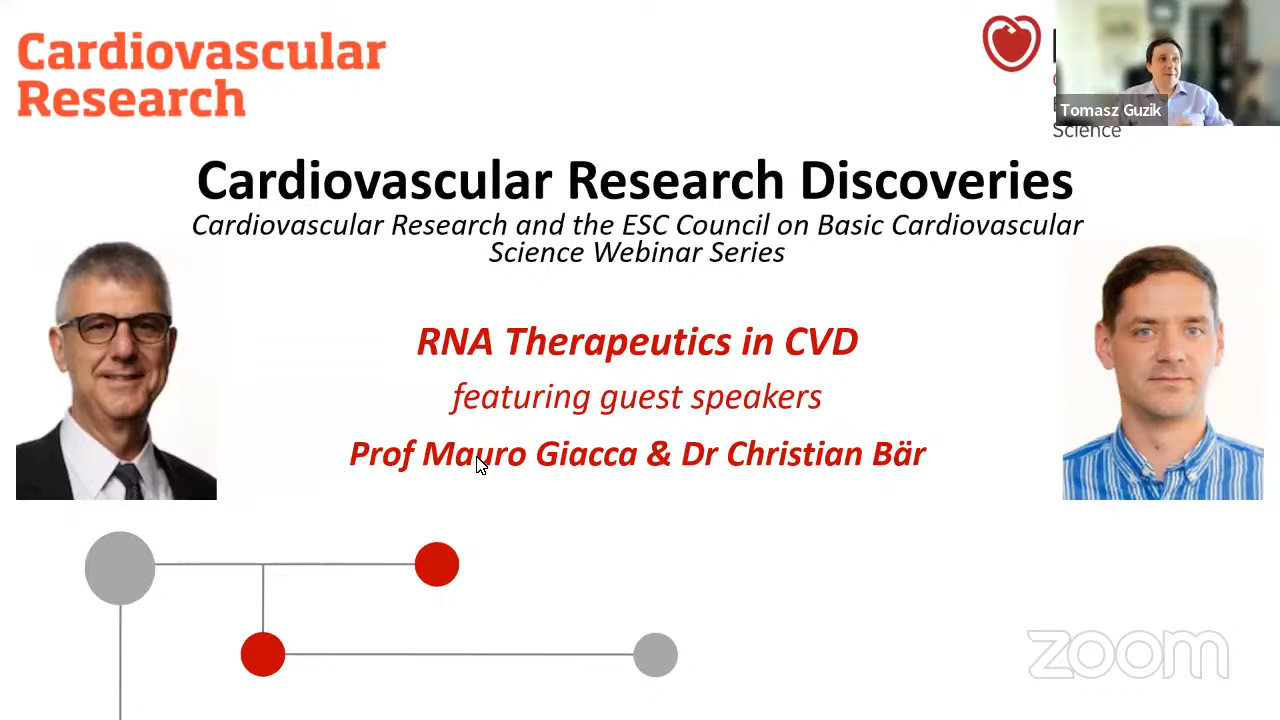 Cardiovascular
Research
Tomasz Guzik
Science
Cardiovascular Research Discoveries
Cardiovascular Research and the ESC Council on Basic Cardiovascular
Science Webinar Series
RNA Therapeutics in CVD
featuring guest speakers
Prof Mauro Giacca & Dr Christian Bär
zoom